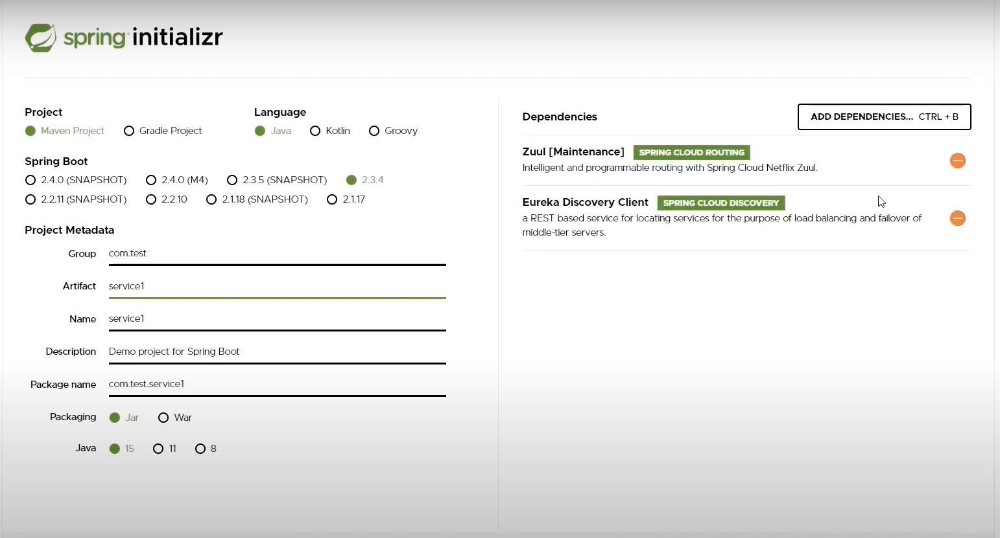 spring initializr
Project
Maven Project Gradle Project
Language
Java Kotlin Groovy
Spring Boot
2.4.0 (SNAPSHOT) 2.4.0 (M4) 2.3.5 (SNAPSHOT) 2.3.4
2.2.11 (SNAPSHOT) 2.2.10 2.1.18 (SNAPSHOT) 2.1.17
Project Metadata
Group com.test
Artifact service1
Name service1
Description Demo project for Spring Boot
Package name com.test.service1
Packaging Jar War
Java 15 11 8
Dependencies
ADD DEPENDENCIES... CTRL + B
Zuul [Maintenance] SPRING CLOUD ROUTING
Intelligent and programmable routing with Spring Cloud Netflix Zuul.
Eureka Discovery Client SPRING CLOUD DISCOVERY
a REST based service for locating services for the purpose of load balancing and failover of
middle-tier servers.